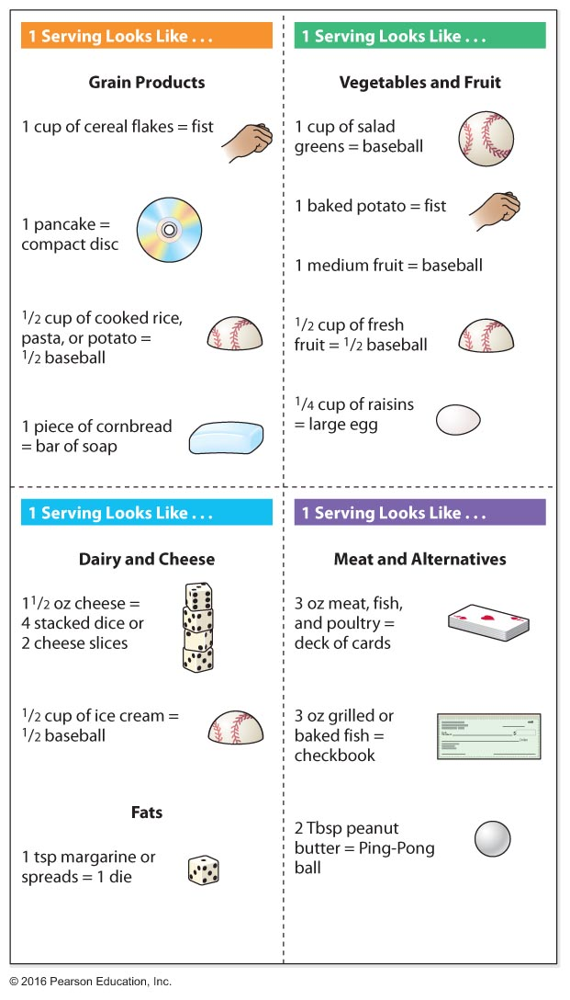 1 Serving Looks Like . . .
Grain Products
1 cup of cereal flakes = fist
1 pancake =
compact disc
1/2 cup of cooked rice,
pasta, or potato =
1/2 baseball
1 piece of cornbread
= bar of soap
1 Serving Looks Like . . .
Vegetables and Fruit
1 cup of salad
greens = baseball
1 baked potato = fist
1 medium fruit = baseball
1/2 cup of fresh
fruit = 1/2 baseball
1/4 cup of raisins
= large egg
1 Serving Looks Like . . .
Dairy and Cheese
1 1/2 oz cheese =
4 stacked dice or
2 cheese slices
1/2 cup of ice cream =
1/2 baseball
Fats
1 tsp margarine or
spreads = 1 die
1 Serving Looks Like . . .
Meat and Alternatives
3 oz meat, fish,
and poultry =
deck of cards
3 oz grilled or
baked fish =
checkbook
$
2 Tbsp peanut
butter = Ping-Pong
ball
© 2016 Pearson Education, Inc.